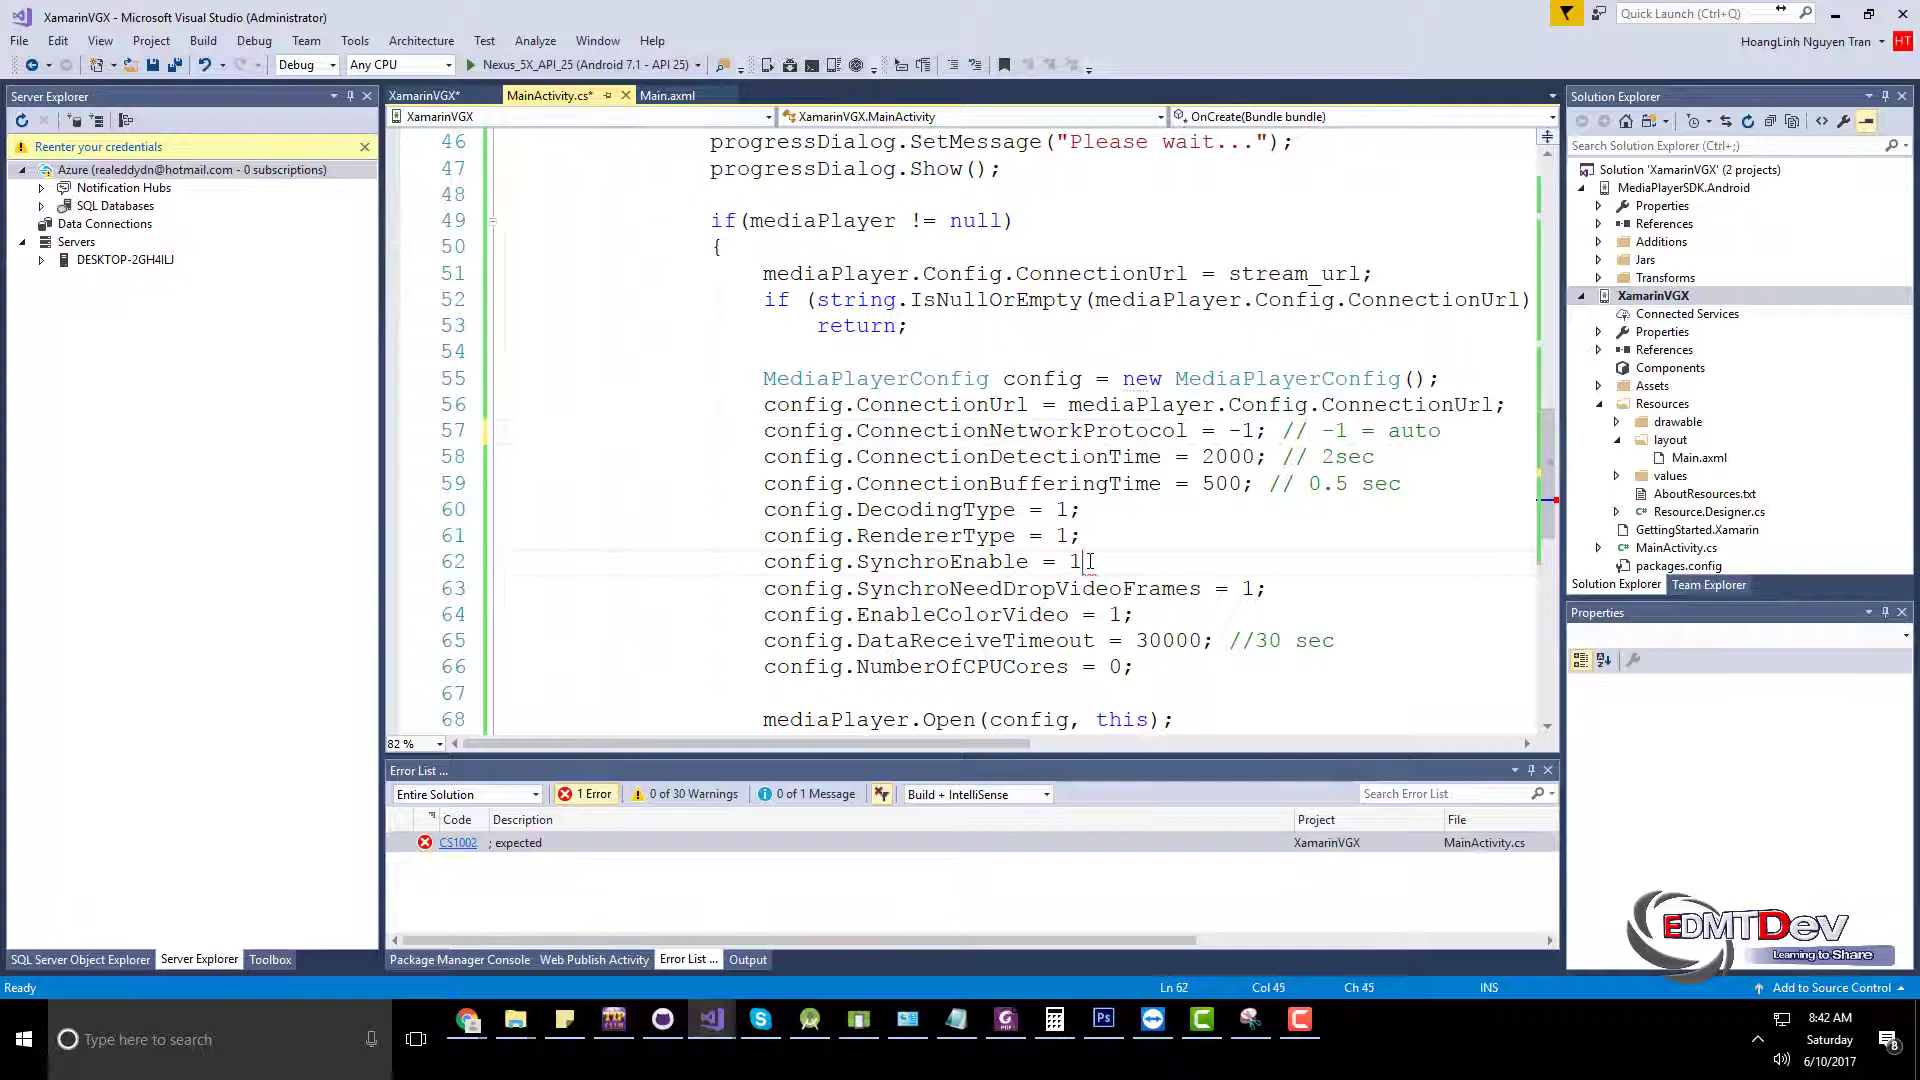 XamarinVGX - Microsoft Visual Studio (Administrator)
Quick Launch (Ctrl+Q)
File Edit View Project Build Debug Team Tools Architecture Test Analyze Window Help
HoangLinh Nguyen Tran HT
Debug Any CPU Nexus_5X_API_25 (Android 7.1 - API 25)
Server Explorer
Reenter your credentials
Azure (realeddydn@hotmail.com - 0 subscriptions)
Notification Hubs
SQL Databases
Data Connections
Servers
DESKTOP-2GH4ILJ
XamarinVGX* MainActivity.cs* Main.axml
XamarinVGX XamarinVGX.MainActivity OnCreate(Bundle bundle)
46 progressDialog.SetMessage("Please wait...");
47 progressDialog.Show();
48
49 if(mediaPlayer != null)
50 {
51 mediaPlayer.Config.ConnectionUrl = stream_url;
52 if (string.IsNullOrEmpty(mediaPlayer.Config.ConnectionUrl)
53 return;
54
55 MediaPlayerConfig config = new MediaPlayerConfig();
56 config.ConnectionUrl = mediaPlayer.Config.ConnectionUrl;
57 config.ConnectionNetworkProtocol = -1; // -1 = auto
58 config.ConnectionDetectionTime = 2000; // 2sec
59 config.ConnectionBufferingTime = 500; // 0.5 sec
60 config.DecodingType = 1;
61 config.RendererType = 1;
62 config.SynchroEnable = 1
63 config.SynchroNeedDropVideoFrames = 1;
64 config.EnableColorVideo = 1;
65 config.DataReceiveTimeout = 30000; //30 sec
66 config.NumberOfCPUCores = 0;
67
68 mediaPlayer.Open(config, this);
82 %
Solution Explorer
Search Solution Explorer (Ctrl+;)
Solution 'XamarinVGX' (2 projects)
MediaPlayerSDK.Android
Properties
References
Additions
Jars
Transforms
XamarinVGX
Connected Services
Properties
References
Components
Assets
Resources
drawable
layout
Main.axml
values
AboutResources.txt
Resource.Designer.cs
GettingStarted.Xamarin
MainActivity.cs
packages.config
Solution Explorer Team Explorer
Properties
Error List ...
Entire Solution 1 Error 0 of 30 Warnings 0 of 1 Message Build + IntelliSense Search Error List
Code Description Project File
CS1002 ; expected XamarinVGX MainActivity.cs
EDMTDev
Learning to Share
SQL Server Object Explorer Server Explorer Toolbox
Package Manager Console Web Publish Activity Error List ... Output
Ready Ln 62 Col 45 Ch 45 INS Add to Source Control
Type here to search
8:42 AM
Saturday
6/10/2017
8